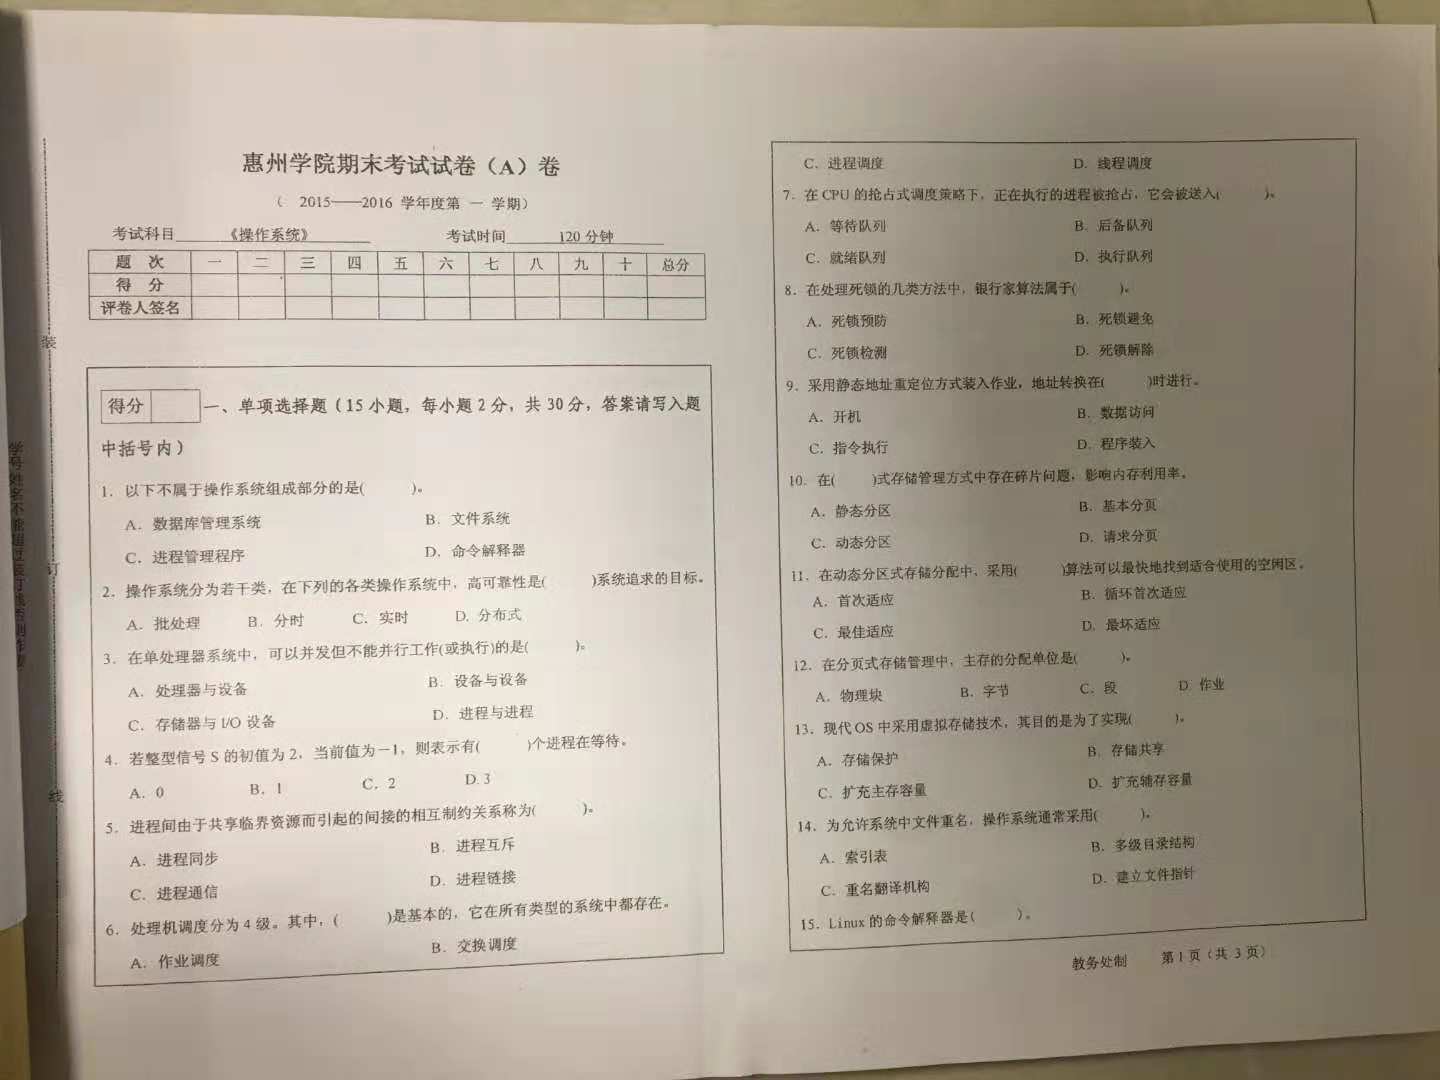 惠州学院期末考试试卷（A）卷
（ 2015——2016 学年度第 一 学期）
考试科目 《操作系统》 考试时间 120 分钟
题 次 一 二 三 四 五 六 七 八 九 十 总分
得 分
评卷人签名
装
订
线
得分 一、单项选择题（15 小题，每小题 2 分，共 30 分，答案请写入题
中括号内）
1．以下不属于操作系统组成部分的是( )。
A．数据库管理系统 B．文件系统
C．进程管理程序 D．命令解释器
2．操作系统分为若干类，在下列的各类操作系统中，高可靠性是( )系统追求的目标。
A．批处理 B．分时 C．实时 D. 分布式
3．在单处理器系统中，可以并发但不能并行工作(或执行)的是( )。
A．处理器与设备 B．设备与设备
C．存储器与 I/O 设备 D．进程与进程
4．若整型信号 S 的初值为 2，当前值为－1，则表示有( )个进程在等待。
A．0 B．1 C．2 D. 3
5．进程间由于共享临界资源而引起的间接的相互制约关系称为( )。
A．进程同步 B．进程互斥
C．进程通信 D．进程链接
6．处理机调度分为 4 级。其中，( )是基本的，它在所有类型的系统中都存在。
A．作业调度 B．交换调度
C．进程调度 D．线程调度
7．在 CPU 的抢占式调度策略下，正在执行的进程被抢占，它会被送入( )。
A．等待队列 B．后备队列
C．就绪队列 D．执行队列
8．在处理死锁的几类方法中，银行家算法属于( )。
A．死锁预防 B．死锁避免
C．死锁检测 D．死锁解除
9．采用静态地址重定位方式装入作业，地址转换在( )时进行。
A．开机 B．数据访问
C．指令执行 D．程序装入
10．在( )式存储管理方式中存在碎片问题，影响内存利用率。
A．静态分区 B．基本分页
C．动态分区 D．请求分页
11．在动态分区式存储分配中，采用( )算法可以最快地找到适合使用的空闲区。
A．首次适应 B．循环首次适应
C．最佳适应 D．最坏适应
12．在分页式存储管理中，主存的分配单位是( )。
A．物理块 B．字节 C．段 D. 作业
13．现代 OS 中采用虚拟存储技术，其目的是为了实现( )。
A．存储保护 B．存储共享
C．扩充主存容量 D．扩充辅存容量
14．为允许系统中文件重名，操作系统通常采用( )。
A．索引表 B．多级目录结构
C．重名翻译机构 D．建立文件指针
15．Linux 的命令解释器是( )。
教务处制 第 1 页（共 3 页）